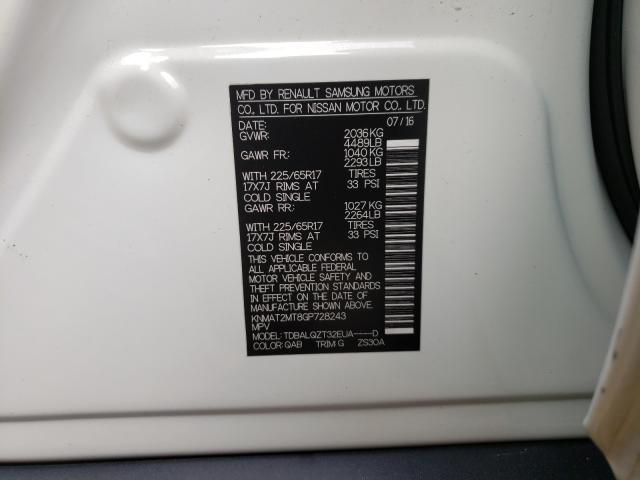 MFD BY RENAULT SAMSUNG MOTORS
CO., LTD. FOR NISSAN MOTOR CO., LTD.
DATE: 07/16
GVWR: 2036KG
4489LB
GAWR FR: 1040KG
2293LB
WITH 225/65R17 TIRES
17X7J RIMS AT 33 PSI
COLD SINGLE
GAWR RR: 1027 KG
2264LB
WITH 225/65R17 TIRES
17X7J RIMS AT 33 PSI
COLD SINGLE
THIS VEHICLE CONFORMS TO
ALL APPLICABLE FEDERAL
MOTOR VEHICLE SAFETY AND
THEFT PREVENTION STANDARDS
IN EFFECT ON THE DATE OF
MANUFACTURE SHOWN ABOVE.
KNMAT2MT8GP728243
MPV
MODEL: TDBALQZT32EUA----D
COLOR: QAB TRIM G ZS30A